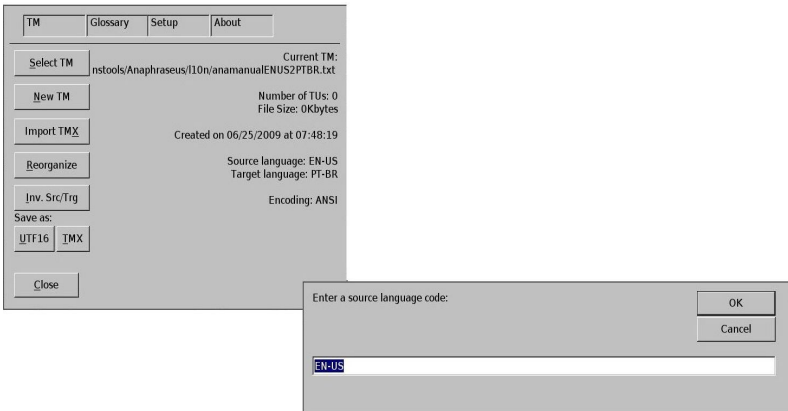 TM Glossary Setup About
Select TM
Current TM:
nstools/Anaphraseus/l10n/anamanualENUS2PTBR.txt
New TM
Number of TUs: 0
File Size: 0Kbytes
Import TMX
Created on 06/25/2009 at 07:48:19
Reorganize
Source language: EN-US
Target language: PT-BR
Inv. Src/Trg
Encoding: ANSI
Save as:
UTF16 TMX
Close
Enter a source language code:
OK
Cancel
EN-US